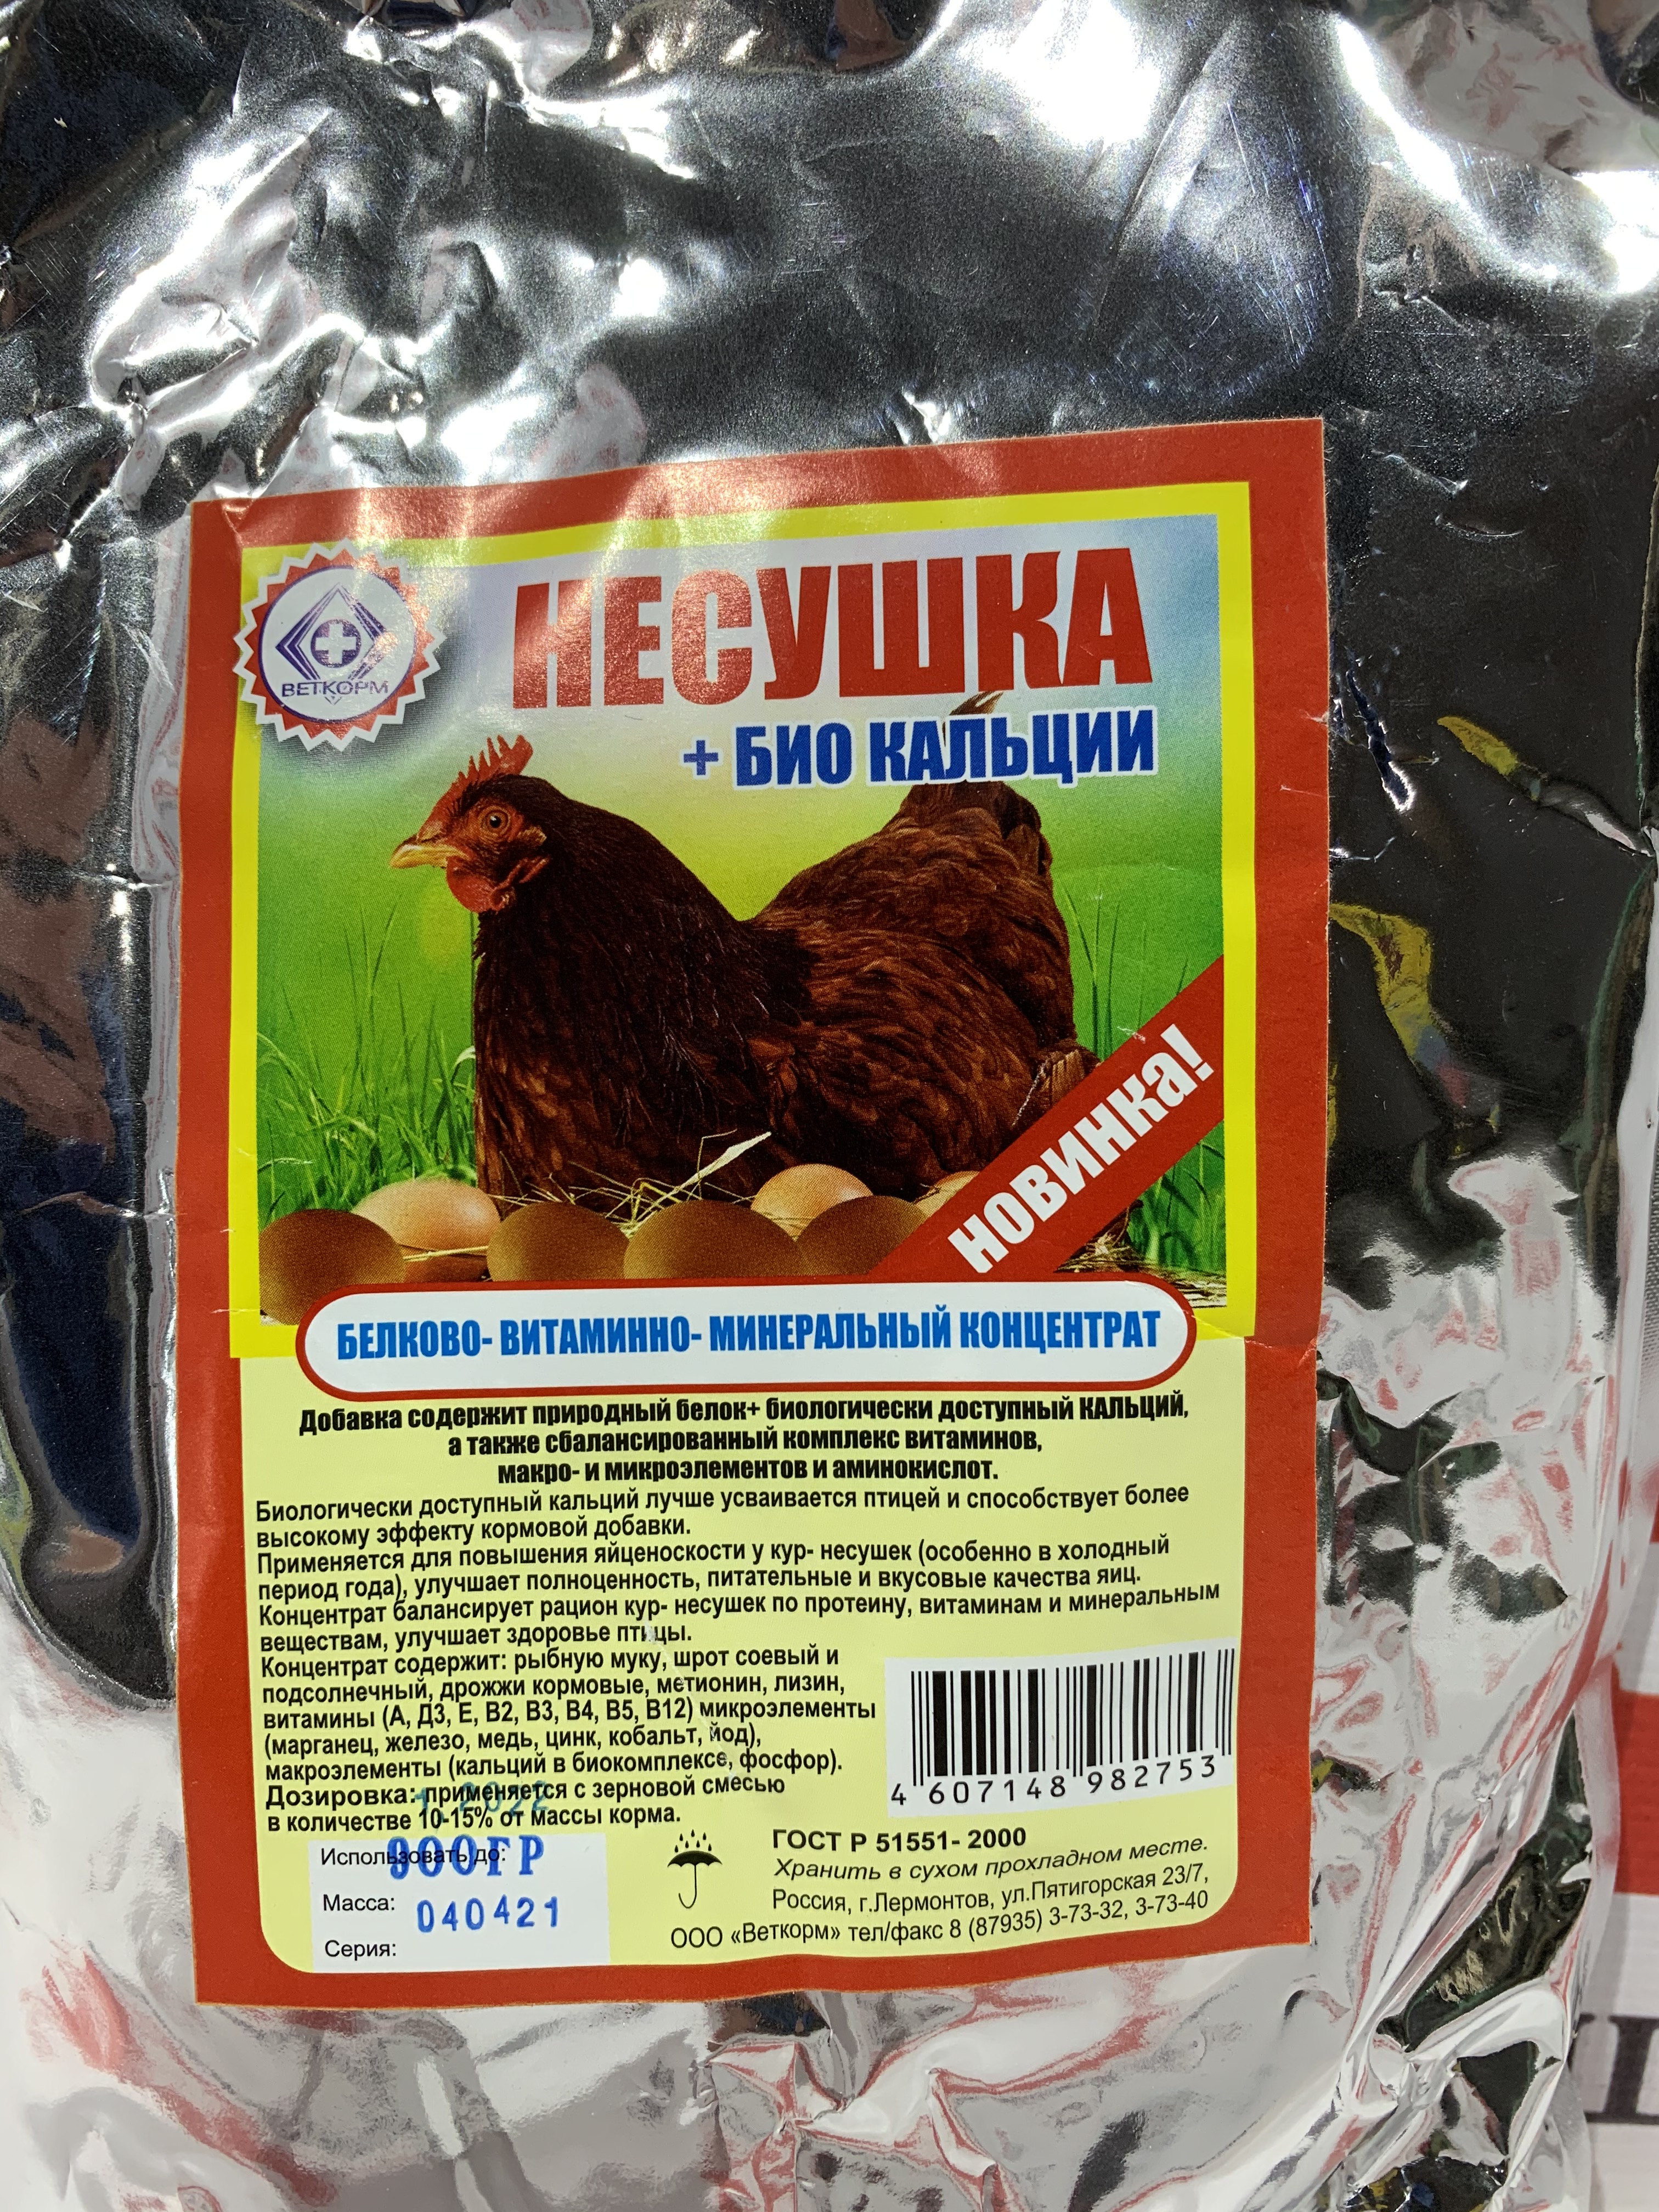 ВЕТКОРМ
НЕСУШКА
+ БИО КАЛЬЦИЙ
НОВИНКА!
БЕЛКОВО- ВИТАМИННО- МИНЕРАЛЬНЫЙ КОНЦЕНТРАТ
Добавка содержит природный белок+ биологически доступный КАЛЬЦИЙ,
а также сбалансированный комплекс витаминов,
макро- и микроэлементов и аминокислот.
Биологически доступный кальций лучше усваивается птицей и способствует более
высокому эффекту кормовой добавки.
Применяется для повышения яйценоскости у кур- несушек (особенно в холодный
период года), улучшает полноценность, питательные и вкусовые качества яиц.
Концентрат балансирует рацион кур- несушек по протеину, витаминам и минеральным
веществам, улучшает здоровье птицы.
Концентрат содержит: рыбную муку, шрот соевый и
подсолнечный, дрожжи кормовые, метионин, лизин,
витамины (А, Д3, Е, В2, В3, В4, В5, В12) микроэлементы
(марганец, железо, медь, цинк, кобальт, йод),
макроэлементы (кальций в биокомплексе, фосфор).
Дозировка: применяется с зерновой смесью
в количестве 10-15% от массы корма.
2022
Использовать до:
900ГР
Масса:
040421
Серия:
4 607148 982753
ГОСТ Р 51551- 2000
Хранить в сухом прохладном месте.
Россия, г.Лермонтов, ул.Пятигорская 23/7,
ООО «Веткорм» тел/факс 8 (87935) 3-73-32, 3-73-40